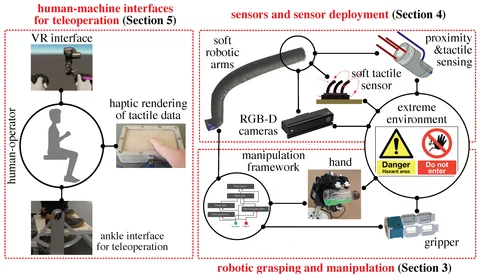 human-machine interfaces
for teleoperation (Section 5)
VR interface
human-operator
haptic rendering
of tactile data
ankle interface
for teleoperation
sensors and sensor deployment (Section 4)
soft
robotic
arms
soft tactile
sensor
RGB-D
cameras
proximity
&tactile
sensing
extreme
environment
Danger
Hazard area
Do not
enter
manipulation
framework
hand
gripper
robotic grasping and manipulation (Section 3)